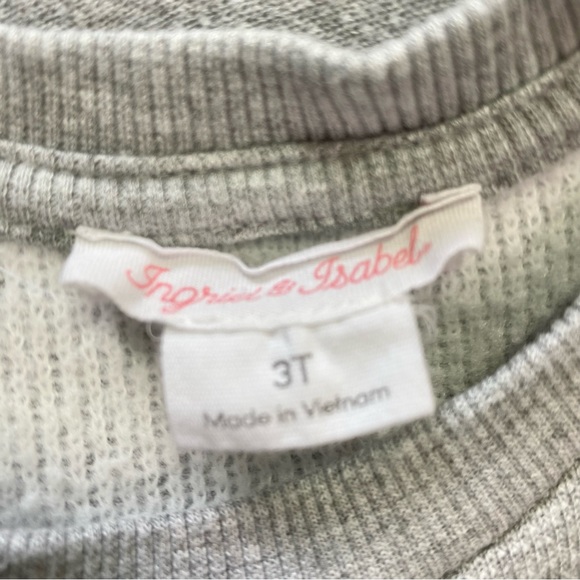 Ingrid & Isabel
3T
Made in Vietnam